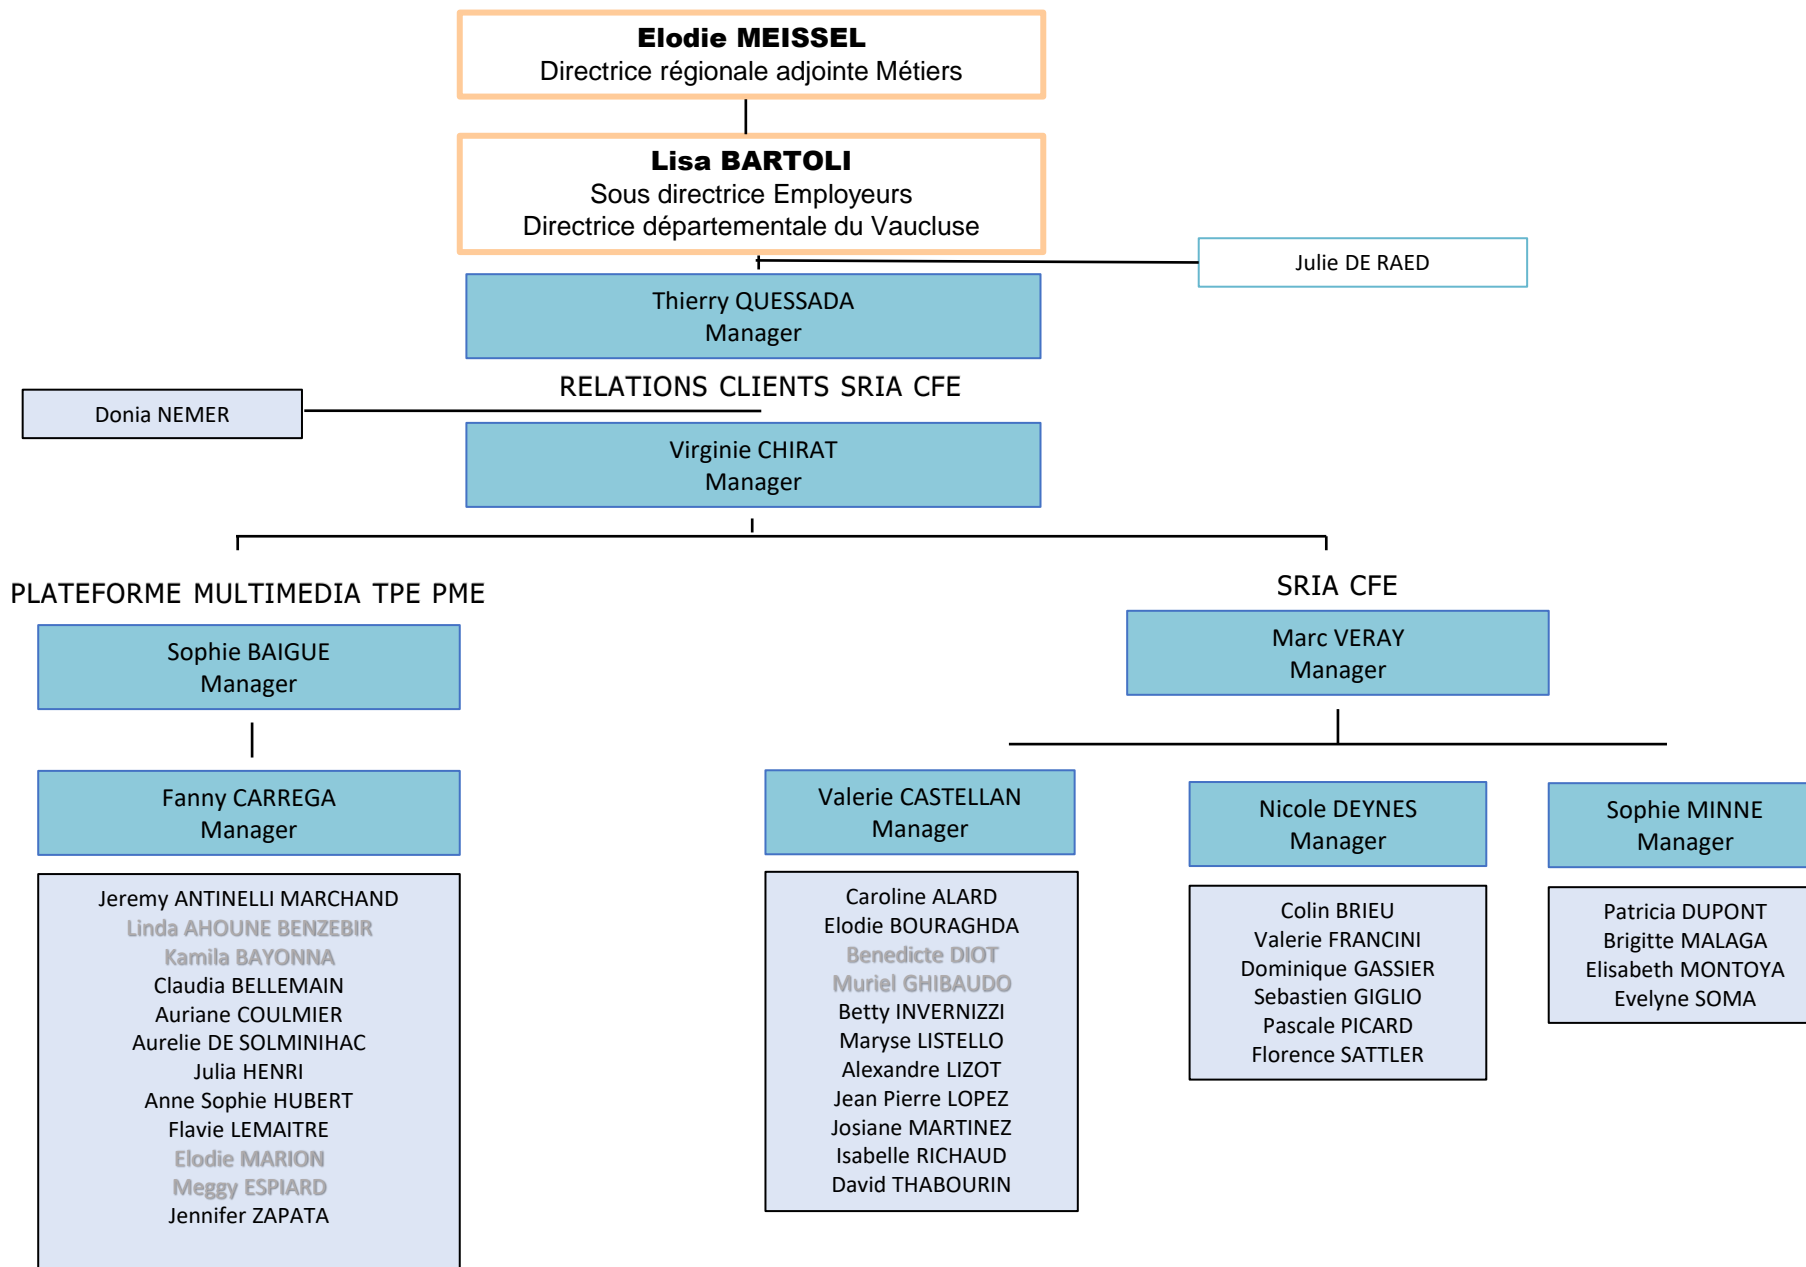 Elodie MEISSEL
Directrice régionale adjointe Métiers
Lisa BARTOLI
Sous directrice Employeurs
Directrice départementale du Vaucluse
Julie DE RAED
Thierry QUESSADA
Manager
RELATIONS CLIENTS SRIA CFE
Donia NEMER
Virginie CHIRAT
Manager
PLATEFORME MULTIMEDIA TPE PME
Sophie BAIGUE
Manager
Fanny CARREGA
Manager
Jeremy ANTINELLI MARCHAND
Linda AHOUNE BENZEBIR
Kamila BAYONNA
Claudia BELLEMAIN
Auriane COULMIER
Aurelie DE SOLMINIHAC
Julia HENRI
Anne Sophie HUBERT
Flavie LEMAITRE
Elodie MARION
Meggy ESPIARD
Jennifer ZAPATA
SRIA CFE
Marc VERAY
Manager
Valerie CASTELLAN
Manager
Caroline ALARD
Elodie BOURAGHDA
Benedicte DIOT
Muriel GHIBAUDO
Betty INVERNIZZI
Maryse LISTELLO
Alexandre LIZOT
Jean Pierre LOPEZ
Josiane MARTINEZ
Isabelle RICHAUD
David THABOURIN
Nicole DEYNES
Manager
Colin BRIEU
Valerie FRANCINI
Dominique GASSIER
Sebastien GIGLIO
Pascale PICARD
Florence SATTLER
Sophie MINNE
Manager
Patricia DUPONT
Brigitte MALAGA
Elisabeth MONTOYA
Evelyne SOMA